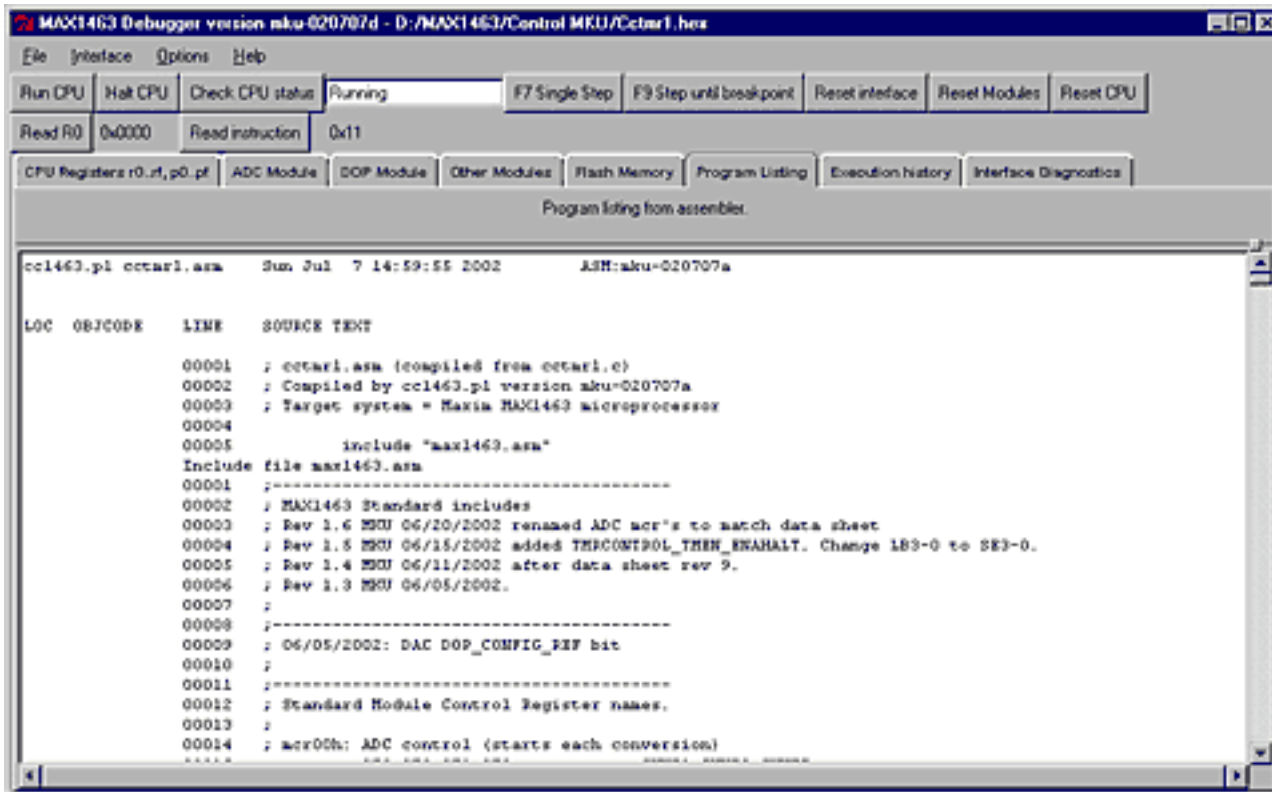 MAX1463 Debugger version mku-020707d - D:/MAX1463/Control MKU/Cctmr1.hex
File Interface Options Help
Run CPU Halt CPU Check CPU status Running F7 Single Step F9 Step until breakpoint Reset interface Reset Modules Reset CPU
Read R0 0x0000 Read instruction 0x11
CPU Registers r0..rf, p0..pf ADC Module DOP Module Other Modules Flash Memory Program Listing Execution history Interface Diagnostics
Program listing from assembler.
cc1463.pl cctmr1.asm Sun Jul 7 14:59:55 2002 ASM:mku-020707a
LOC OBJCODE LINE SOURCE TEXT
00001 ; cctmr1.asm (compiled from cctmr1.c)
00002 ; Compiled by cc1463.pl version mku-020707a
00003 ; Target system = Maxim MAX1463 microprocessor
00004
00005 include "max1463.asm"
Include file max1463.asm
00001 ;----------------------------------------
00002 ; MAX1463 Standard includes
00003 ; Rev 1.6 MKU 06/20/2002 renamed ADC mcr's to match data sheet
00004 ; Rev 1.5 MKU 06/15/2002 added TMRCONTROL_TMEN_ENAHALT. Change LB3-0 to SE3-0.
00005 ; Rev 1.4 MKU 06/11/2002 after data sheet rev 9.
00006 ; Rev 1.3 MKU 06/05/2002.
00007 ;
00008 ;----------------------------------------
00009 ; 06/05/2002: DAC DOP_CONFIG_REF bit
00010 ;
00011 ;----------------------------------------
00012 ; Standard Module Control Register names.
00013 ;
00014 ; mcr00h: ADC control (starts each conversion)